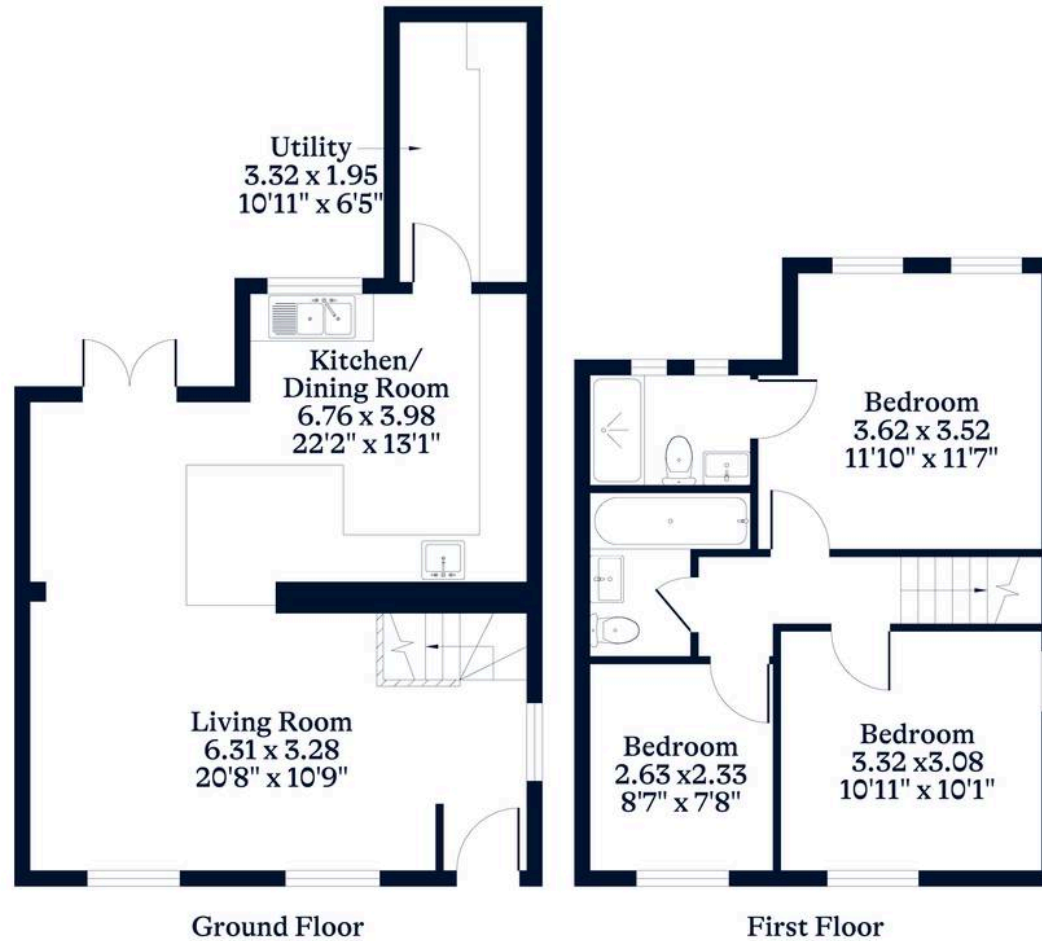 Utility
3.32 x 1.95
10'11" x 6'5"
Kitchen/
Dining Room
6.76 x 3.98
22'2" x 13'1"
Living Room
6.31 x 3.28
20'8" x 10'9"
Ground Floor
Bedroom
3.62 x 3.52
11'10" x 11'7"
Bedroom
2.63 x2.33
8'7" x 7'8"
Bedroom
3.32 x3.08
10'11" x 10'1"
First Floor